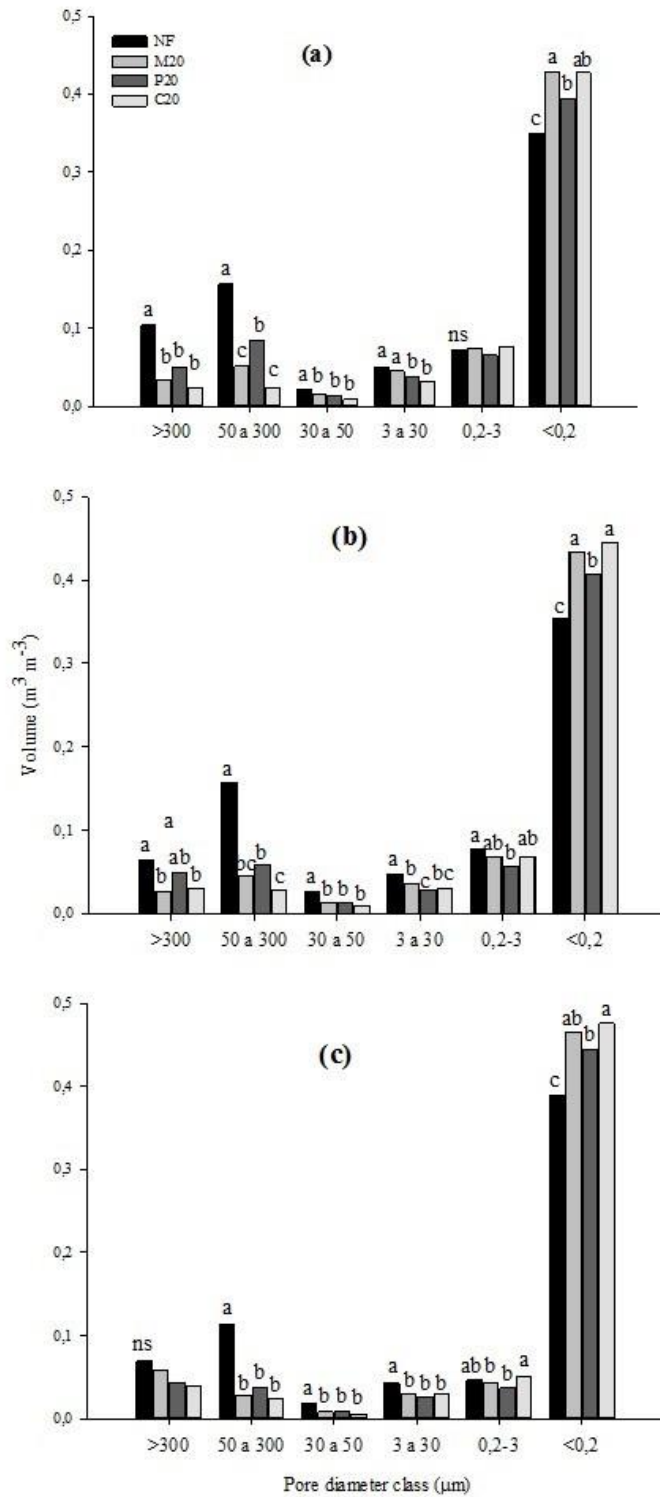 0,5
NF
M20
P20
C20
(a)
a ab
0,4
b
c
0,3
0,2
a
a
b
0,1
b b b
c c
a b b b
a a b b
ns
0,0
>300 50 a 300 30 a 50 3 a 30 0,2-3 <0,2
0,5
(b)
a a
b
0,4
c
0,3
Volume (m³ m-³)
0,2
a
a
0,1
a b ab b
bc b c
a b b b
a b c bc
a ab b ab
0,0
>300 50 a 300 30 a 50 3 a 30 0,2-3 <0,2
0,5
(c)
ab b a
0,4
c
0,3
0,2
a
0,1
ns
b b b
a b b b
a b b b
ab b b a
0,0
>300 50 a 300 30 a 50 3 a 30 0,2-3 <0,2
Pore diameter class (μm)